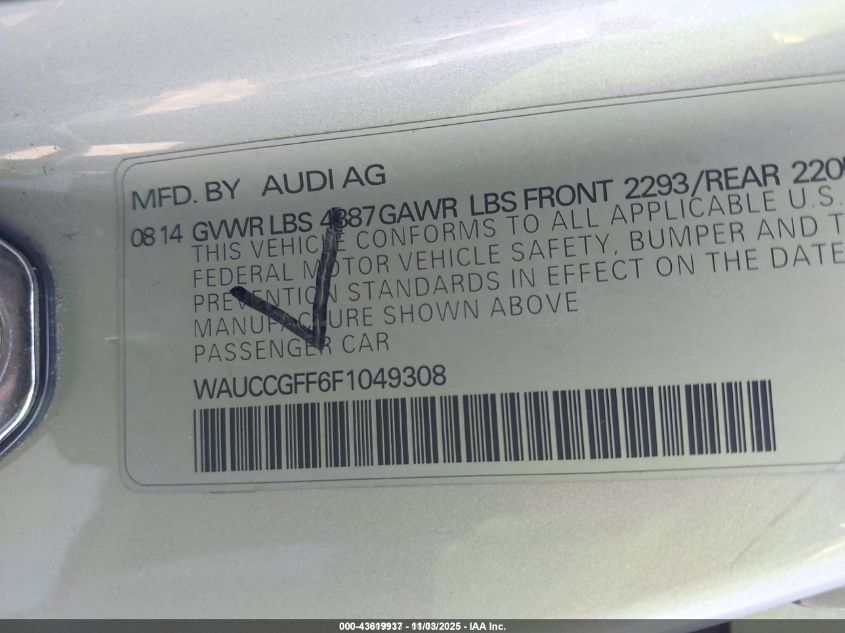 MFD. BY AUDI AG
08 14 GVWR LBS 4387 GAWR LBS FRONT 2293/REAR
THIS VEHICLE CONFORMS TO ALL APPLICABLE U.S.
FEDERAL MOTOR VEHICLE SAFETY, BUMPER AND
PREVENTION STANDARDS IN EFFECT ON THE DATE
MANUFACTURE SHOWN ABOVE
PASSENGER CAR
WAUCCGFF6F1049308
000-43619937 - 11/03/2025 - IAA Inc.